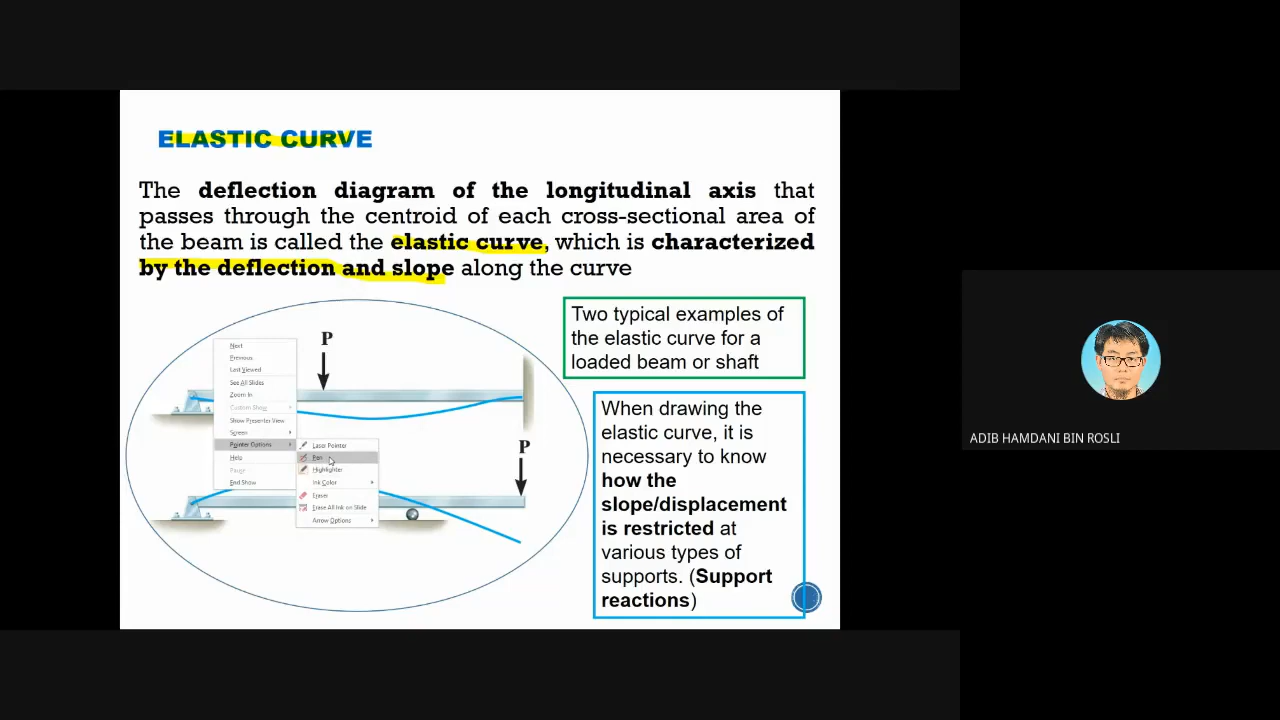 ELASTIC CURVE
The deflection diagram of the longitudinal axis that
passes through the centroid of each cross-sectional area of
the beam is called the elastic curve, which is characterized
by the deflection and slope along the curve
Two typical examples of
the elastic curve for a
loaded beam or shaft
P
Next
Previous
Last Viewed
See All Slides
Zoom In
Custom Show
Show Presenter View
Screen
Pointer Options
Help
Pause
End Show
Laser Pointer
Pen
Highlighter
Ink Color
Eraser
Erase All Ink on Slide
Arrow Options
P
When drawing the
elastic curve, it is
necessary to know
how the
slope/displacement
is restricted at
various types of
supports. (Support
reactions)
ADIB HAMDANI BIN ROSLI